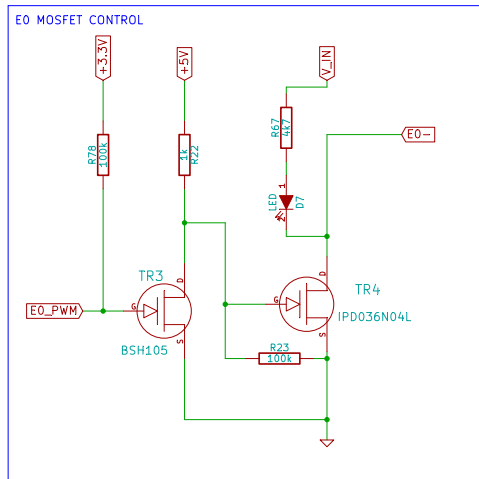 E0 MOSFET CONTROL
+3.3V
+5V
V_IN
R78
100k
1k
R22
R67
4k7
E0-
1
LED
D7
2
TR3
D
G
S
E0_PWM
BSH105
D
G
S
TR4
IPD036N04L
R23
100k